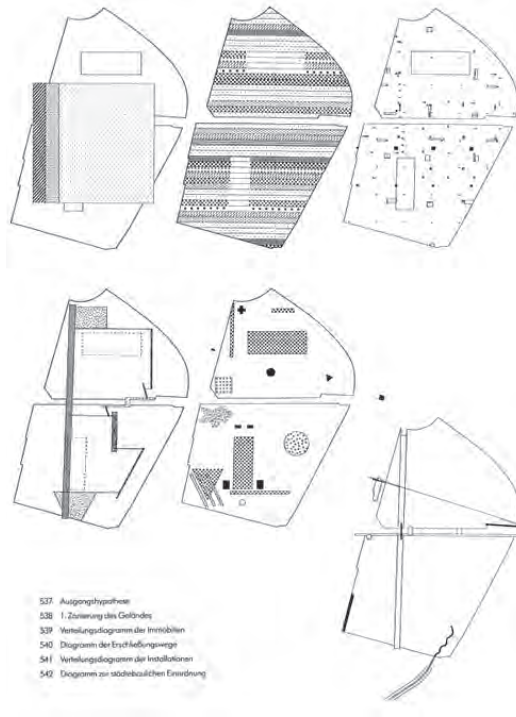 537 Ausgangshypothese
538 1. Zonierung des Geländes
539 Verteilungsdiagramm der Immobilien
540 Diagramm der Erschließungswege
541 Verteilungsdiagramm der Installationen
542 Diagramm zur städtebaulichen Einordnung